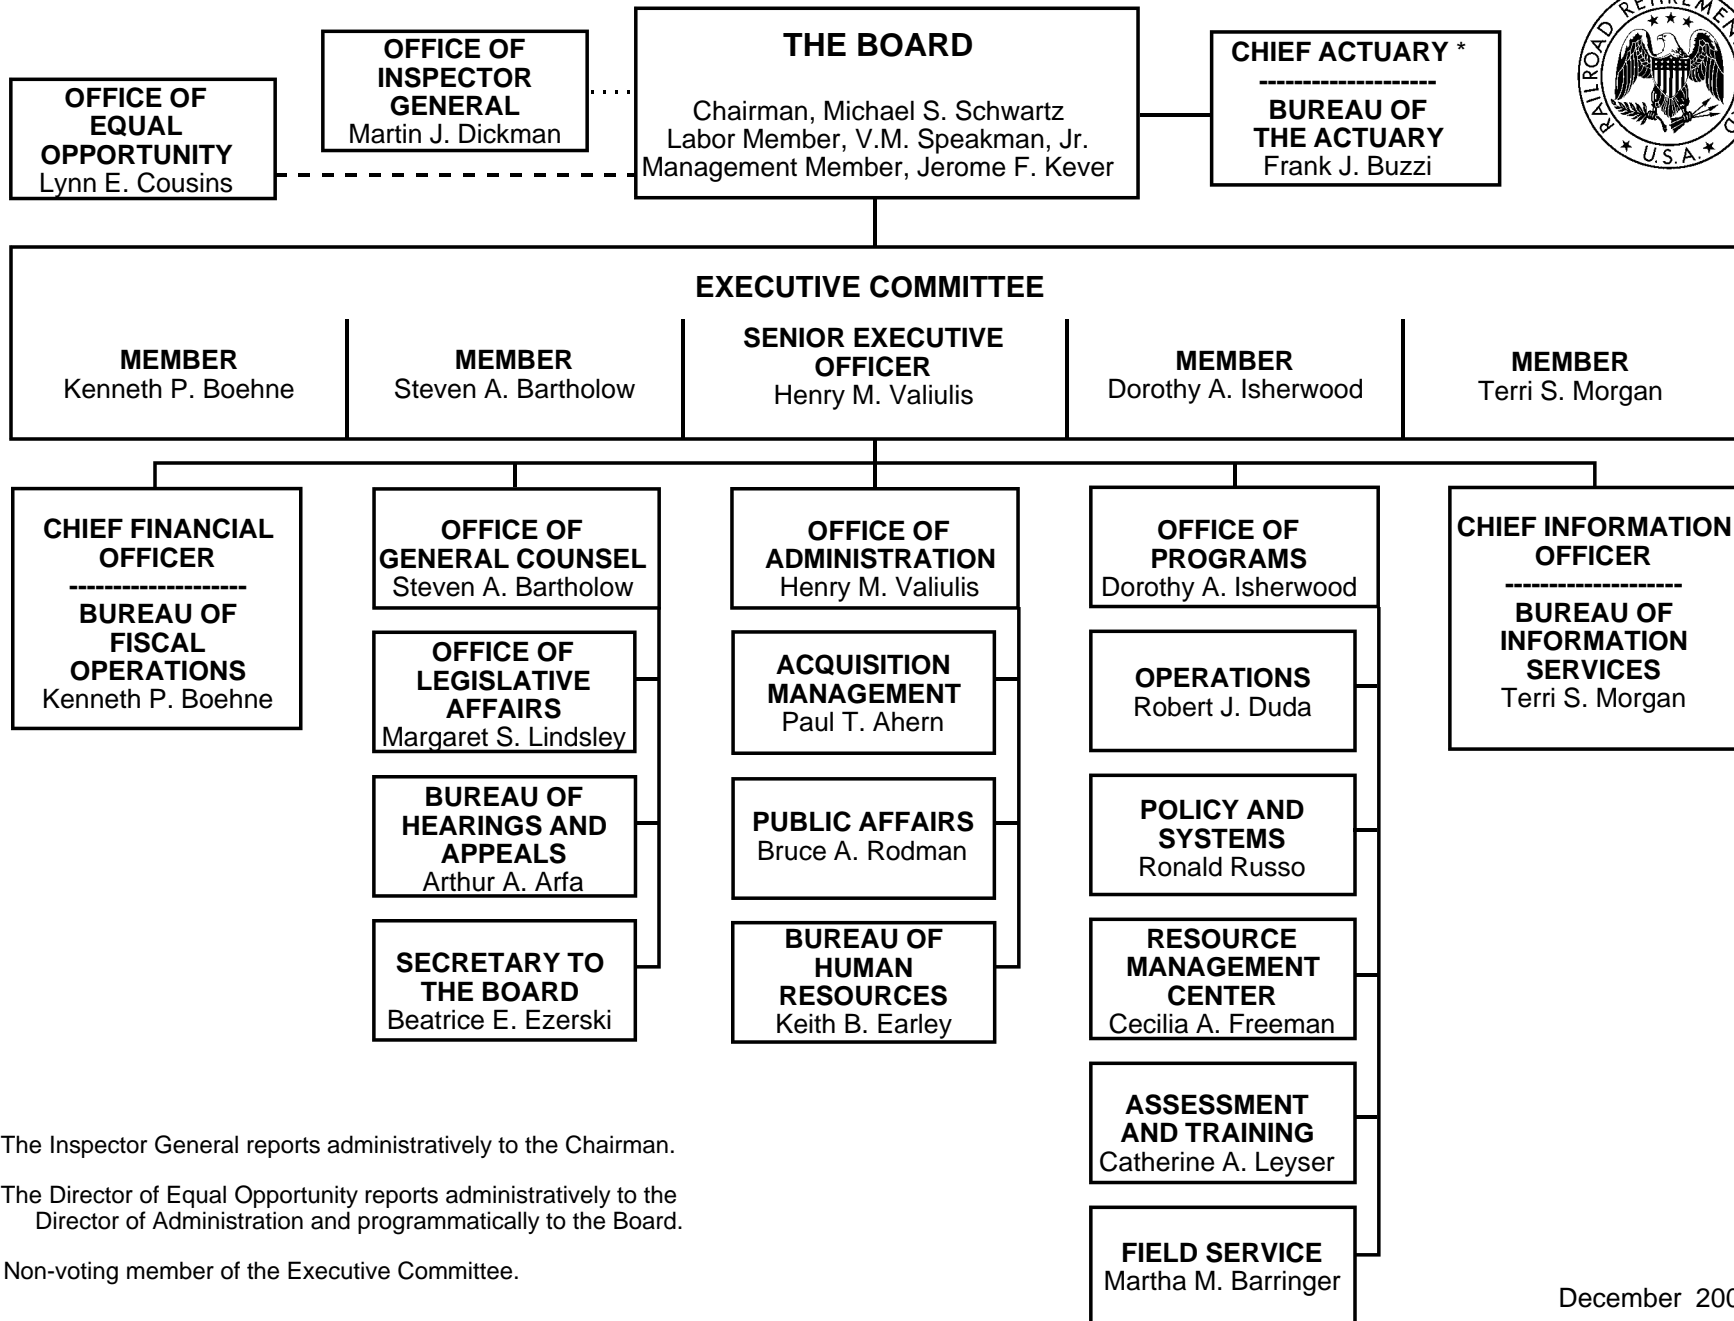 OFFICE OF
EQUAL
OPPORTUNITY
Lynn E. Cousins
OFFICE OF
INSPECTOR
GENERAL
Martin J. Dickman
THE BOARD
Chairman, Michael S. Schwartz
Labor Member, V.M. Speakman, Jr.
Management Member, Jerome F. Kever
CHIEF ACTUARY *
--------------------
BUREAU OF
THE ACTUARY
Frank J. Buzzi
RAILROAD
U.S.A.
EXECUTIVE COMMITTEE
MEMBER
Kenneth P. Boehne
MEMBER
Steven A. Bartholow
SENIOR EXECUTIVE
OFFICER
Henry M. Valiulis
MEMBER
Dorothy A. Isherwood
MEMBER
Terri S. Morgan
CHIEF FINANCIAL
OFFICER
--------------------
BUREAU OF
FISCAL
OPERATIONS
Kenneth P. Boehne
OFFICE OF
GENERAL COUNSEL
Steven A. Bartholow
OFFICE OF
LEGISLATIVE
AFFAIRS
Margaret S. Lindsley
BUREAU OF
HEARINGS AND
APPEALS
Arthur A. Arfa
SECRETARY TO
THE BOARD
Beatrice E. Ezerski
OFFICE OF
ADMINISTRATION
Henry M. Valiulis
ACQUISITION
MANAGEMENT
Paul T. Ahern
PUBLIC AFFAIRS
Bruce A. Rodman
BUREAU OF
HUMAN
RESOURCES
Keith B. Earley
OFFICE OF
PROGRAMS
Dorothy A. Isherwood
OPERATIONS
Robert J. Duda
POLICY AND
SYSTEMS
Ronald Russo
RESOURCE
MANAGEMENT
CENTER
Cecilia A. Freeman
ASSESSMENT
AND TRAINING
Catherine A. Leyser
FIELD SERVICE
Martha M. Barringer
CHIEF INFORMATION
OFFICER
--------------------
BUREAU OF
INFORMATION
SERVICES
Terri S. Morgan
The Inspector General reports administratively to the Chairman.
The Director of Equal Opportunity reports administratively to the
Director of Administration and programmatically to the Board.
Non-voting member of the Executive Committee.
December 200